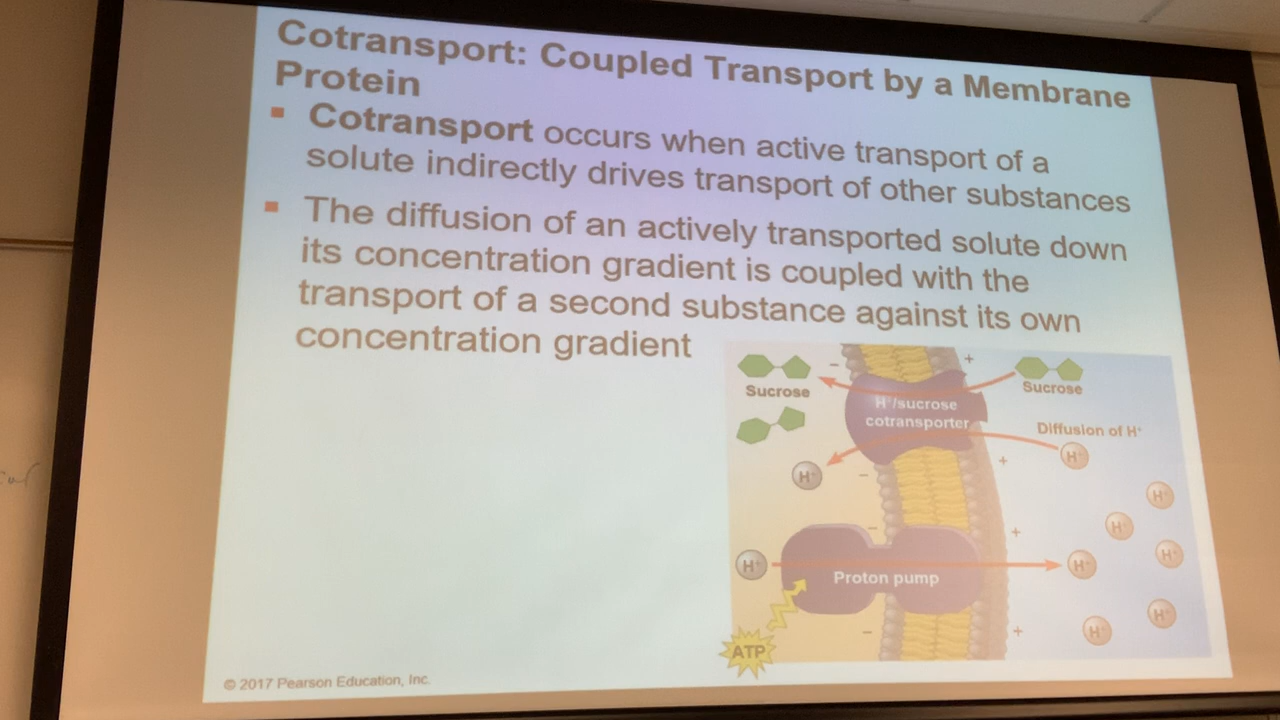 Cotransport: Coupled Transport by a Membrane
Protein
Cotransport occurs when active transport of a
solute indirectly drives transport of other substances
The diffusion of an actively transported solute down
its concentration gradient is coupled with the
transport of a second substance against its own
concentration gradient
− +
Sucrose
Sucrose
H⁺/sucrose
cotransporter
Diffusion of H⁺
H⁺
H⁺
− +
H⁺
H⁺
H⁺
− +
H⁺
Proton pump
H⁺
H⁺
H⁺
− +
ATP
© 2017 Pearson Education, Inc.